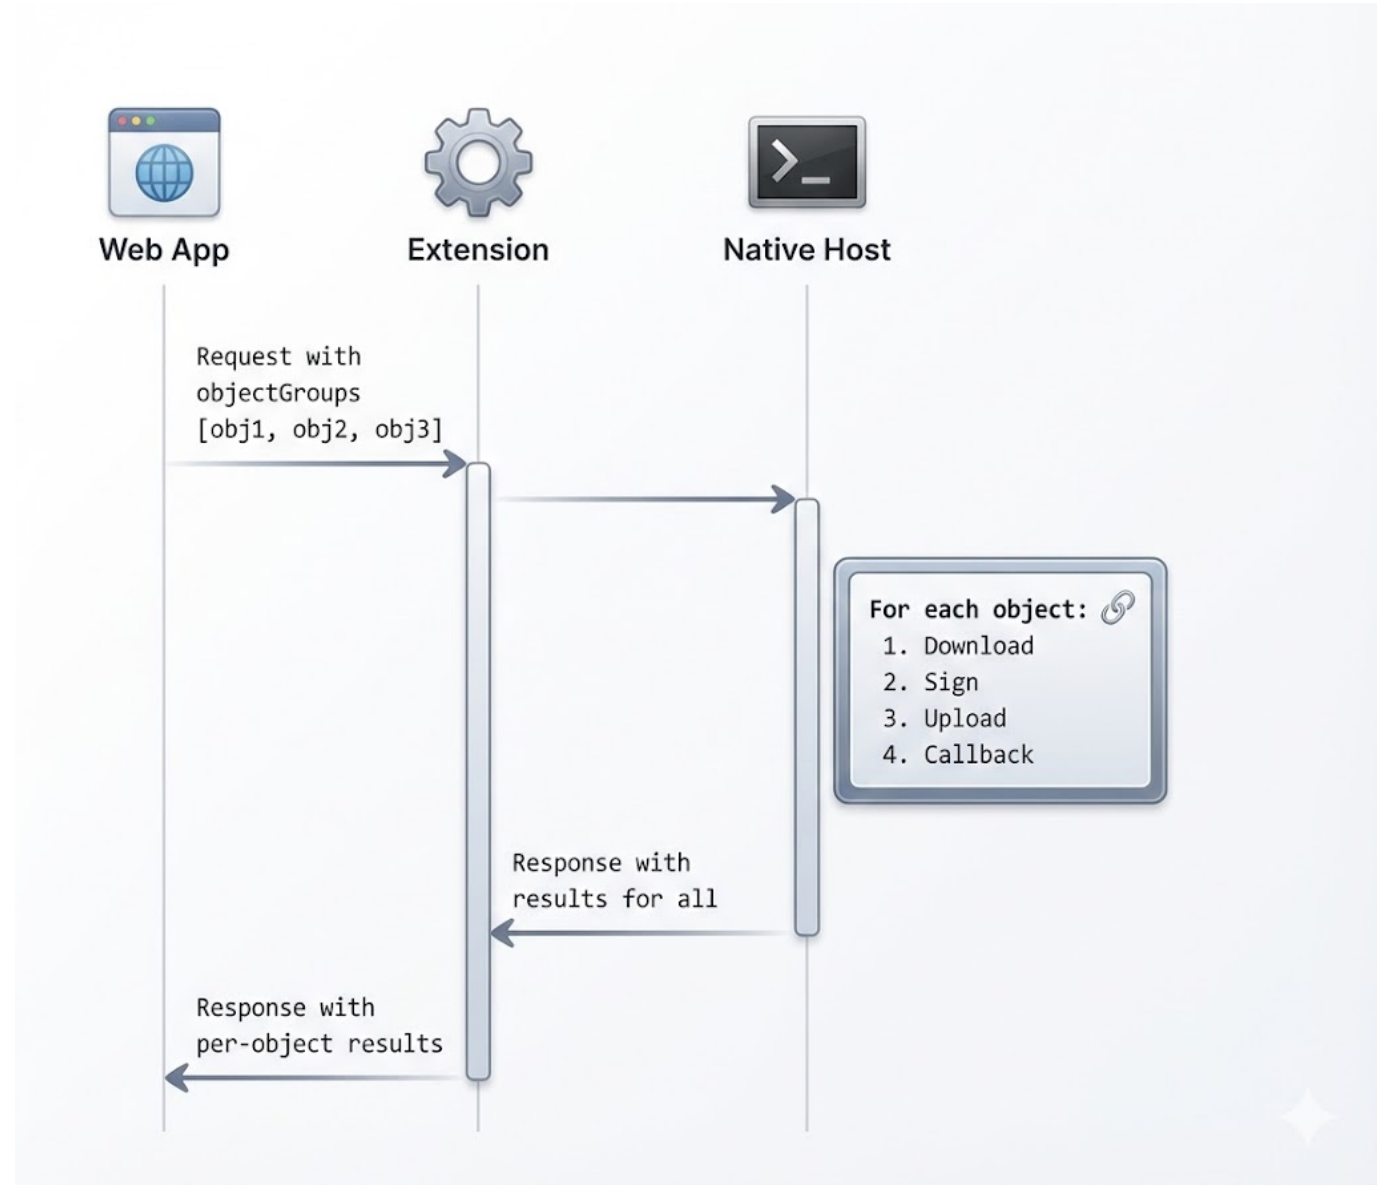 Web App
Extension
Native Host
Request with
objectGroups
[obj1, obj2, obj3]
For each object:
1. Download
2. Sign
3. Upload
4. Callback
Response with
results for all
Response with
per-object results